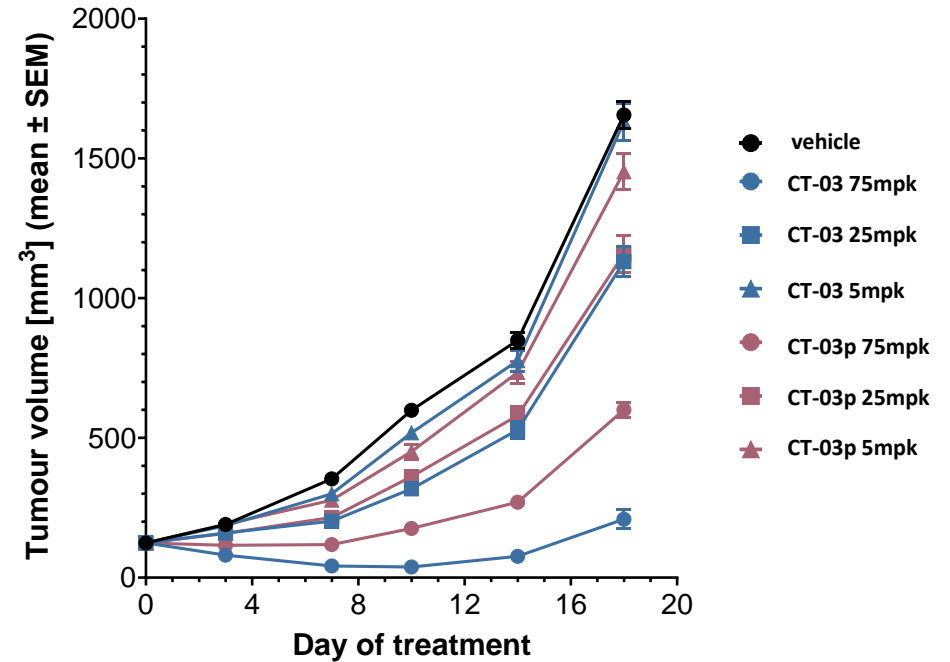 Tumour volume [mm³] (mean ± SEM)
2000
1500
1000
500
0
0 4 8 12 16 20
Day of treatment
vehicle
CT-03 75mpk
CT-03 25mpk
CT-03 5mpk
CT-03p 75mpk
CT-03p 25mpk
CT-03p 5mpk